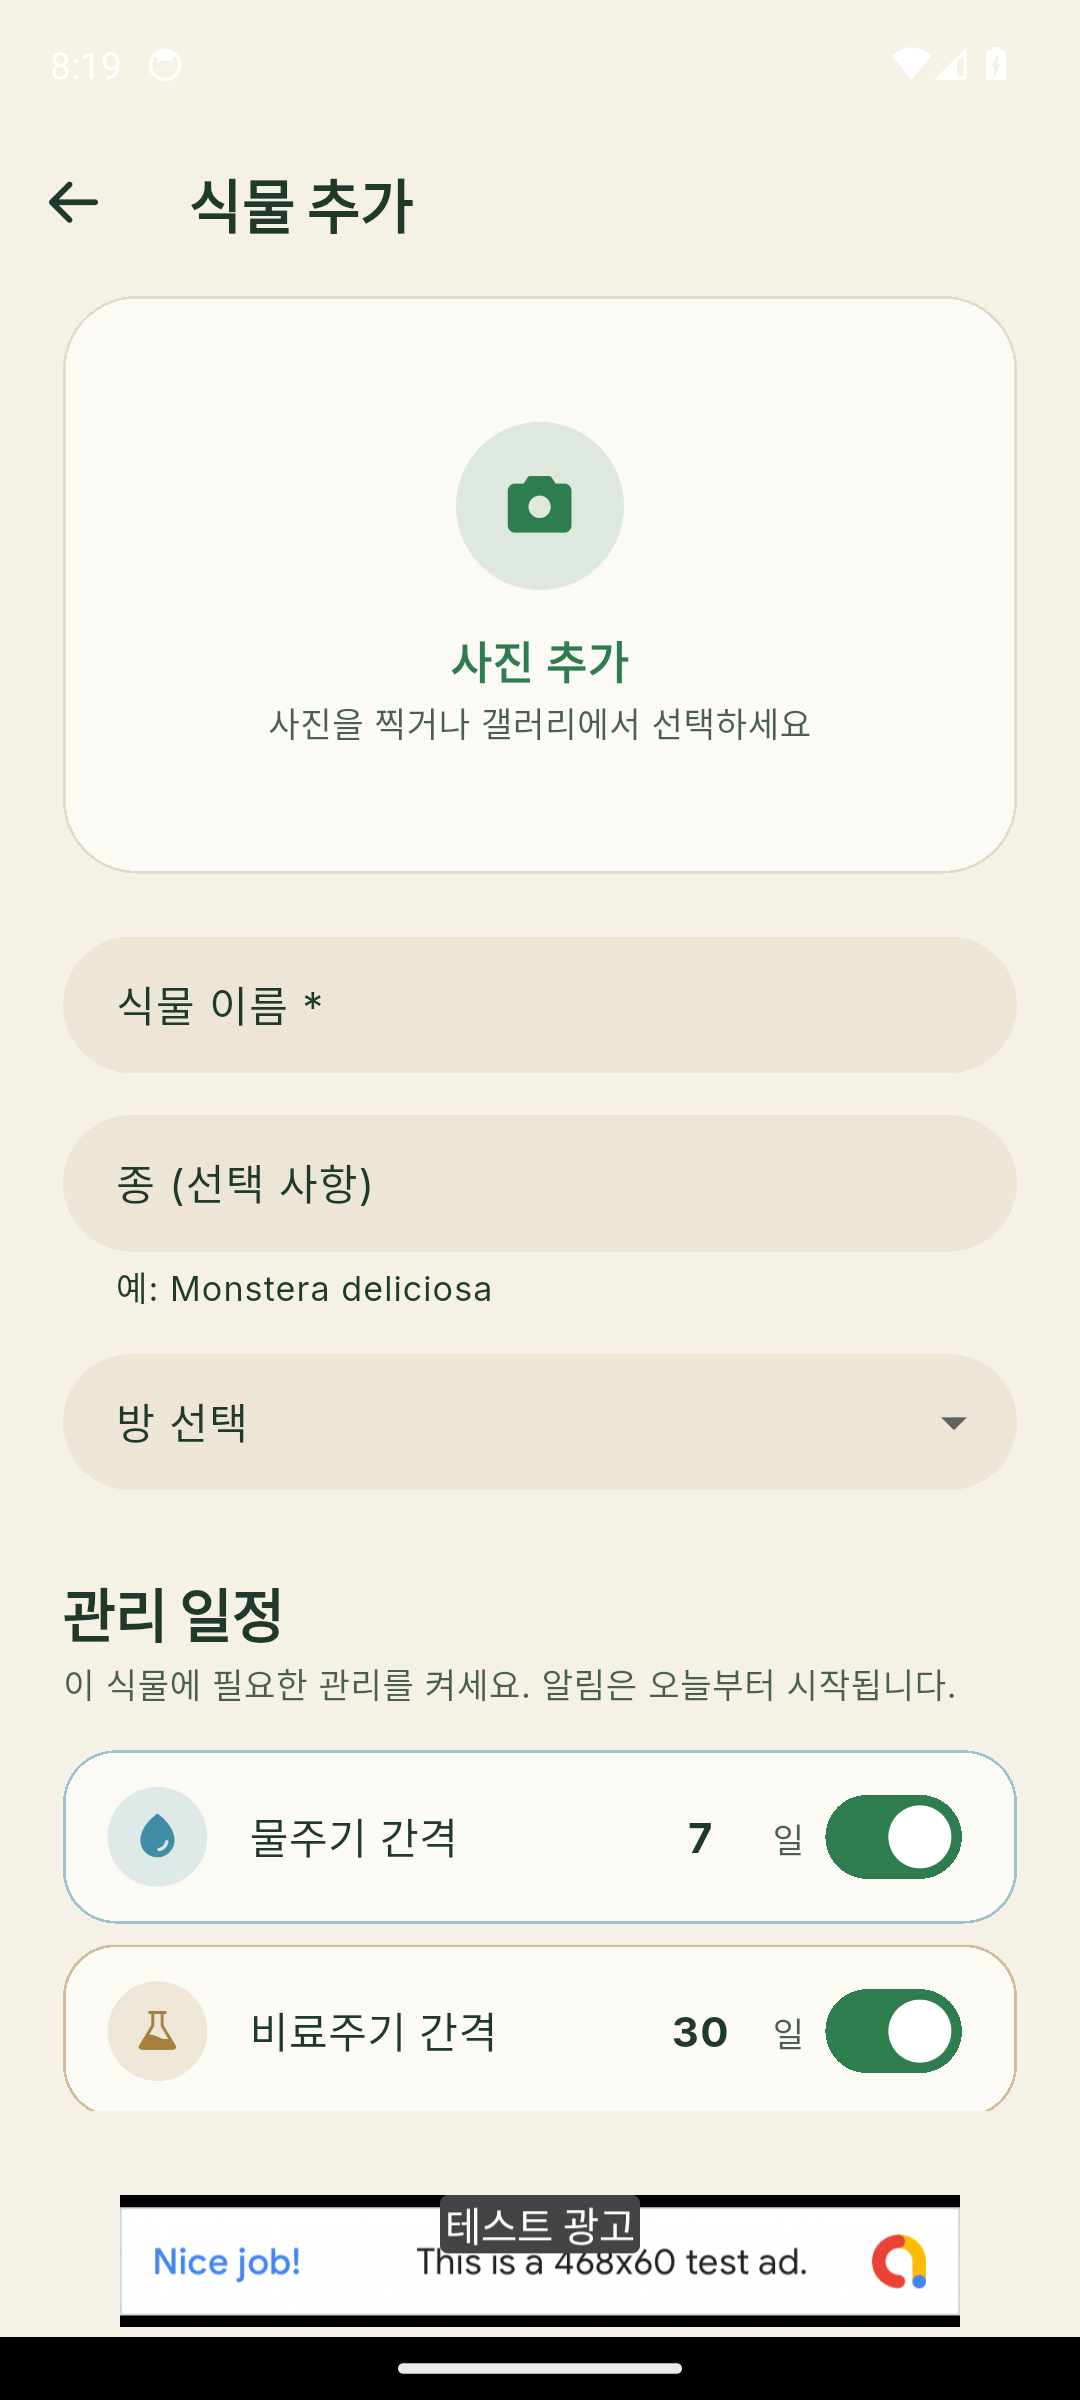 8:19
식물 추가
사진 추가
사진을 찍거나 갤러리에서 선택하세요
식물 이름 *
종 (선택 사항)
예: Monstera deliciosa
방 선택
관리 일정
이 식물에 필요한 관리를 켜세요. 알림은 오늘부터 시작됩니다.
물주기 간격 7 일
비료주기 간격 30 일
테스트 광고
Nice job! This is a 468x60 test ad.